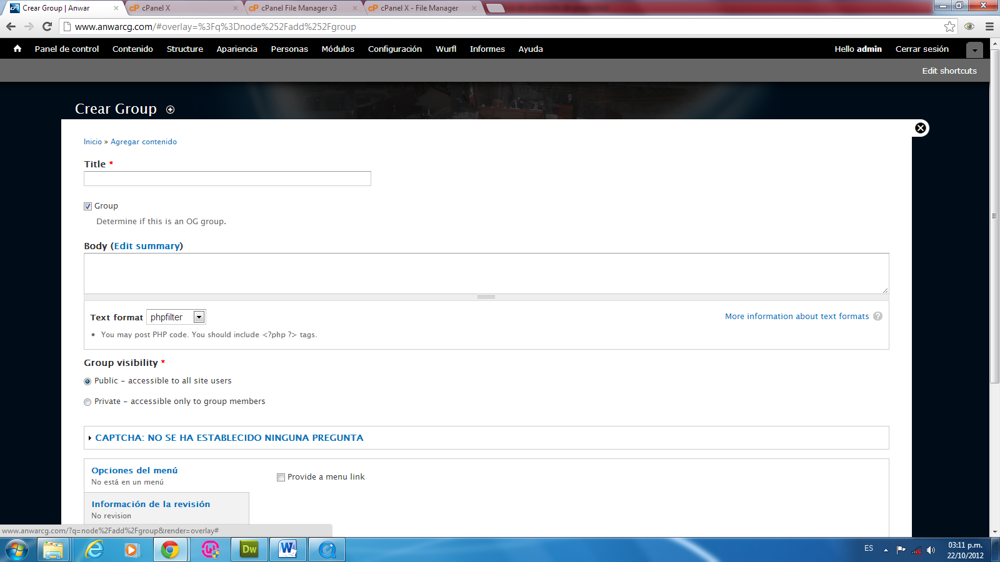 Crear Group | Anwar
cPanel X
cPanel File Manager v3
cPanel X - File Manager
www.anwarcg.com/#overlay=%3Fq%3Dnode%252Fadd%252Fgroup
Panel de control Contenido Structure Apariencia Personas Módulos Configuración Wurfl Informes Ayuda Hello admin Cerrar sesión
Edit shortcuts
Crear Group
Inicio » Agregar contenido
Title *
Group
Determine if this is an OG group.
Body (Edit summary)
Text format phpfilter More information about text formats ?
• You may post PHP code. You should include <?php ?> tags.
Group visibility *
Public – accessible to all site users
Private – accessible only to group members
CAPTCHA: NO SE HA ESTABLECIDO NINGUNA PREGUNTA
Opciones del menú
No está en un menú
Provide a menu link
Información de la revisión
No revision
www.anwarcg.com/?q=node%2Fadd%2Fgroup&render=overlay#
Dw
W
ES
03:11 p.m.
22/10/2012